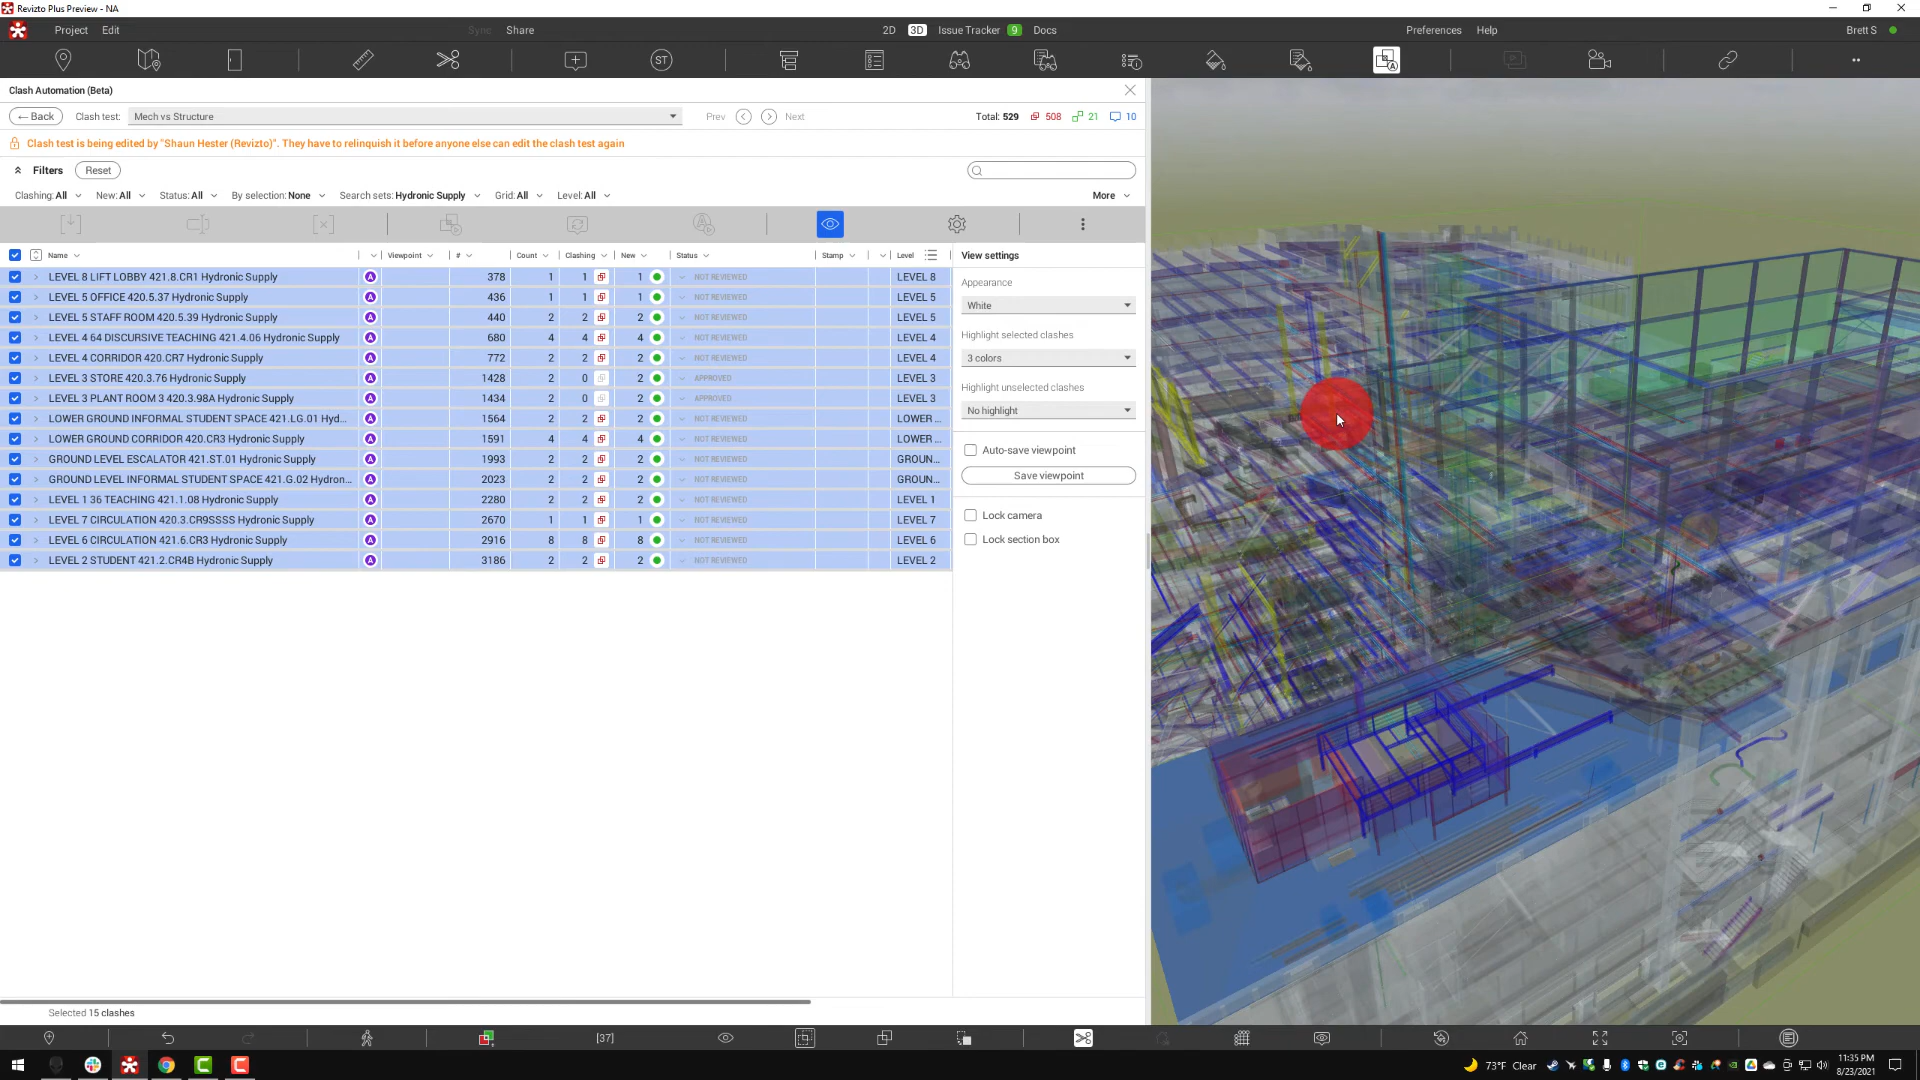 Revizto Plus Preview - NA
Project Edit Sync Share 2D 3D Issue Tracker 9 Docs Preferences Help Brett S
ST
Clash Automation (Beta)
← Back Clash test: Mech vs Structure Prev Next Total: 529 508 21 10
Clash test is being edited by "Shaun Hester (Revizto)". They have to relinquish it before anyone else can edit the clash test again
Filters Reset
Clashing: All New: All Status: All By selection: None Search sets: Hydronic Supply Grid: All Level: All More
Name Viewpoint # Count Clashing New Status Stamp Level
LEVEL 8 LIFT LOBBY 421.8.CR1 Hydronic Supply A 378 1 1 1 NOT REVIEWED LEVEL 8
LEVEL 5 OFFICE 420.5.37 Hydronic Supply A 436 1 1 1 NOT REVIEWED LEVEL 5
LEVEL 5 STAFF ROOM 420.5.39 Hydronic Supply A 440 2 2 2 NOT REVIEWED LEVEL 5
LEVEL 4 64 DISCURSIVE TEACHING 421.4.06 Hydronic Supply A 680 4 4 4 NOT REVIEWED LEVEL 4
LEVEL 4 CORRIDOR 420.CR7 Hydronic Supply A 772 2 2 2 NOT REVIEWED LEVEL 4
LEVEL 3 STORE 420.3.76 Hydronic Supply A 1428 2 0 2 APPROVED LEVEL 3
LEVEL 3 PLANT ROOM 3 420.3.98A Hydronic Supply A 1434 2 0 2 APPROVED LEVEL 3
LOWER GROUND INFORMAL STUDENT SPACE 421.LG.01 Hyd... A 1564 2 2 2 NOT REVIEWED LOWER ...
LOWER GROUND CORRIDOR 420.CR3 Hydronic Supply A 1591 4 4 4 NOT REVIEWED LOWER ...
GROUND LEVEL ESCALATOR 421.ST.01 Hydronic Supply A 1993 2 2 2 NOT REVIEWED GROUN...
GROUND LEVEL INFORMAL STUDENT SPACE 421.G.02 Hydron... A 2023 2 2 2 NOT REVIEWED GROUN...
LEVEL 1 36 TEACHING 421.1.08 Hydronic Supply A 2280 2 2 2 NOT REVIEWED LEVEL 1
LEVEL 7 CIRCULATION 420.3.CR9SSSS Hydronic Supply A 2670 1 1 1 NOT REVIEWED LEVEL 7
LEVEL 6 CIRCULATION 421.6.CR3 Hydronic Supply A 2916 8 8 8 NOT REVIEWED LEVEL 6
LEVEL 2 STUDENT 421.2.CR4B Hydronic Supply A 3186 2 2 2 NOT REVIEWED LEVEL 2
View settings
Appearance
White
Highlight selected clashes
3 colors
Highlight unselected clashes
No highlight
Auto-save viewpoint
Save viewpoint
Lock camera
Lock section box
Selected 15 clashes
[37]
73°F Clear
11:35 PM
8/23/2021